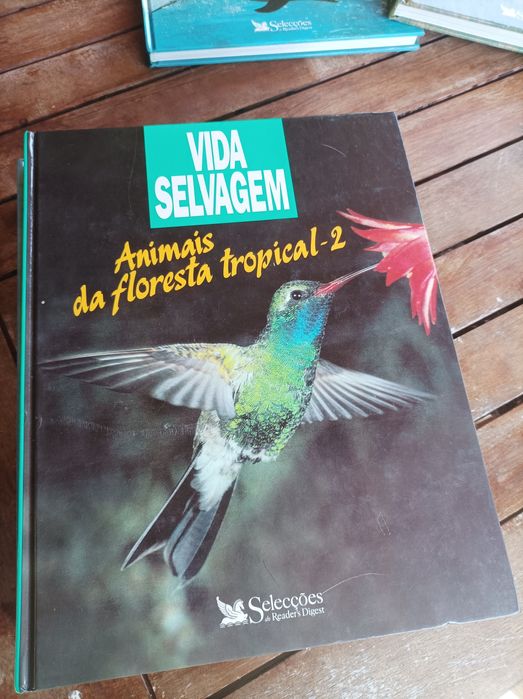 Selecções
do Reader's Digest
VIDA
SELVAGEM
Animais
da floresta tropical-2
Selecções
do Reader's Digest